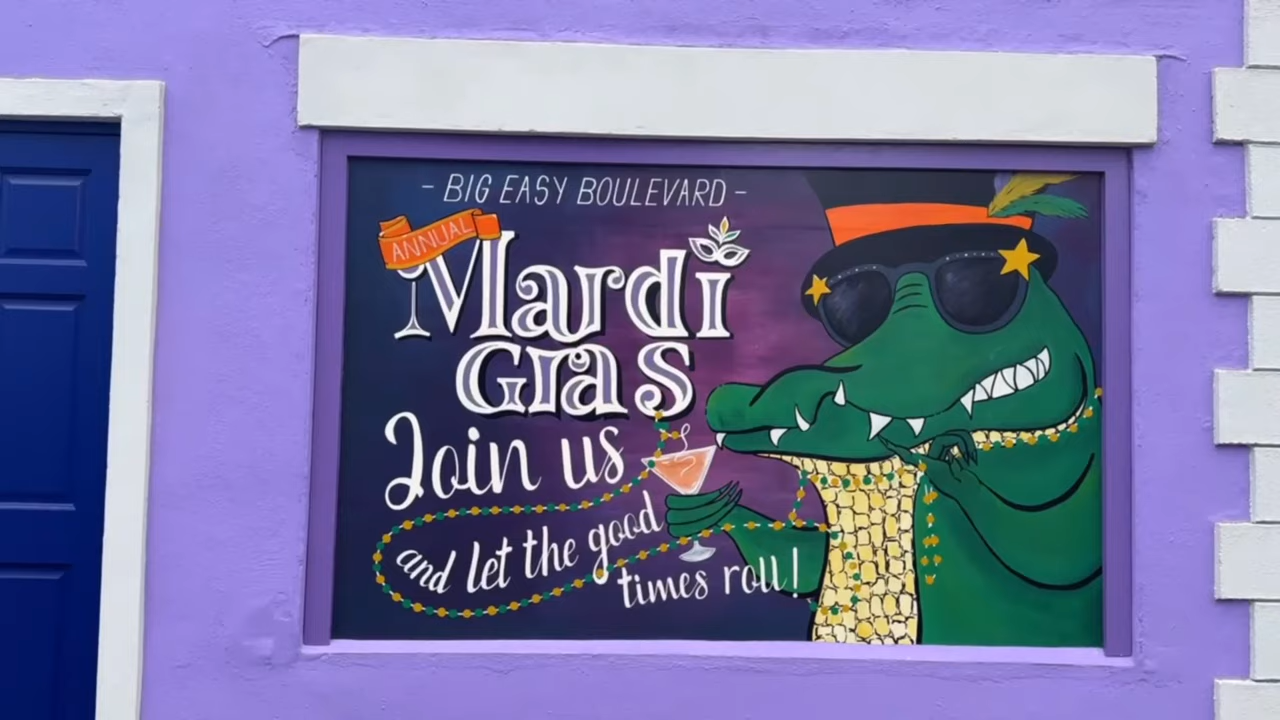 - BIG EASY BOULEVARD -
ANNUAL
Mardi
Gras
Join us
and let the good
times roll!